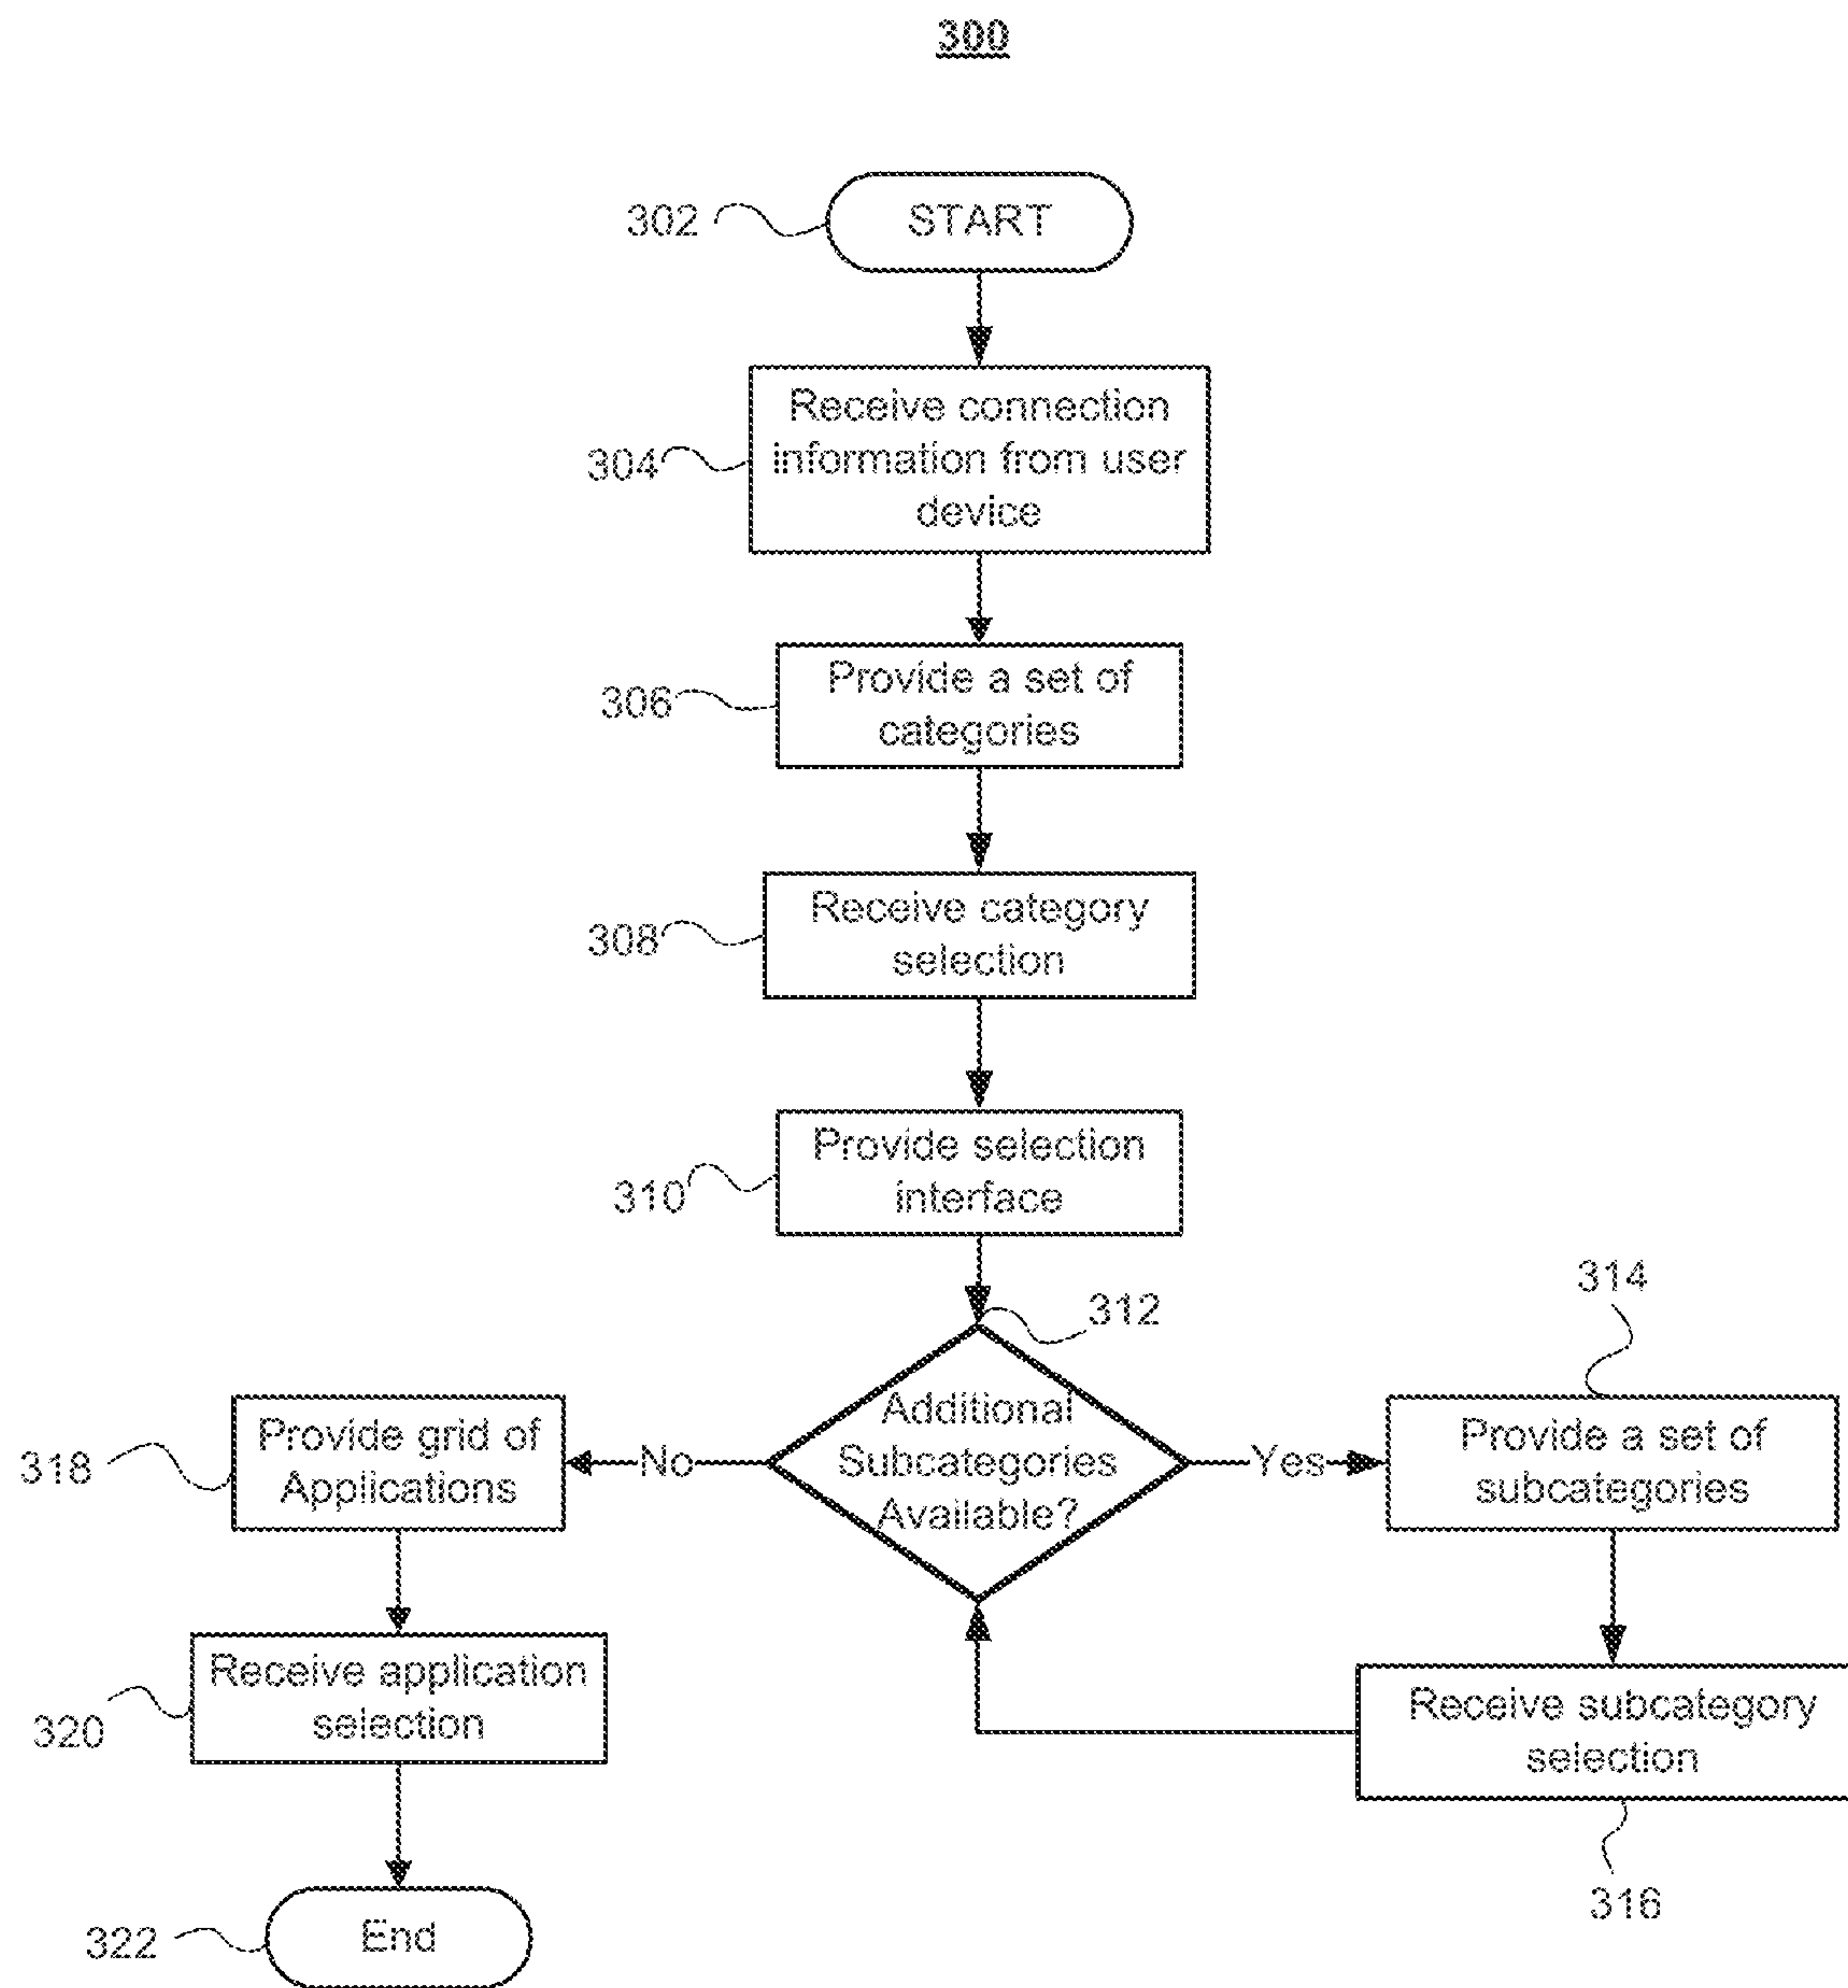 300
302
START
304
Receive connection
information from user
device
306
Provide a set of
categories
308
Receive category
selection
310
Provide selection
interface
312
Additional
Subcategories
Available?
No
Yes
314
Provide a set of
subcategories
316
Receive subcategory
selection
318
Provide grid of
Applications
320
Receive application
selection
322
End